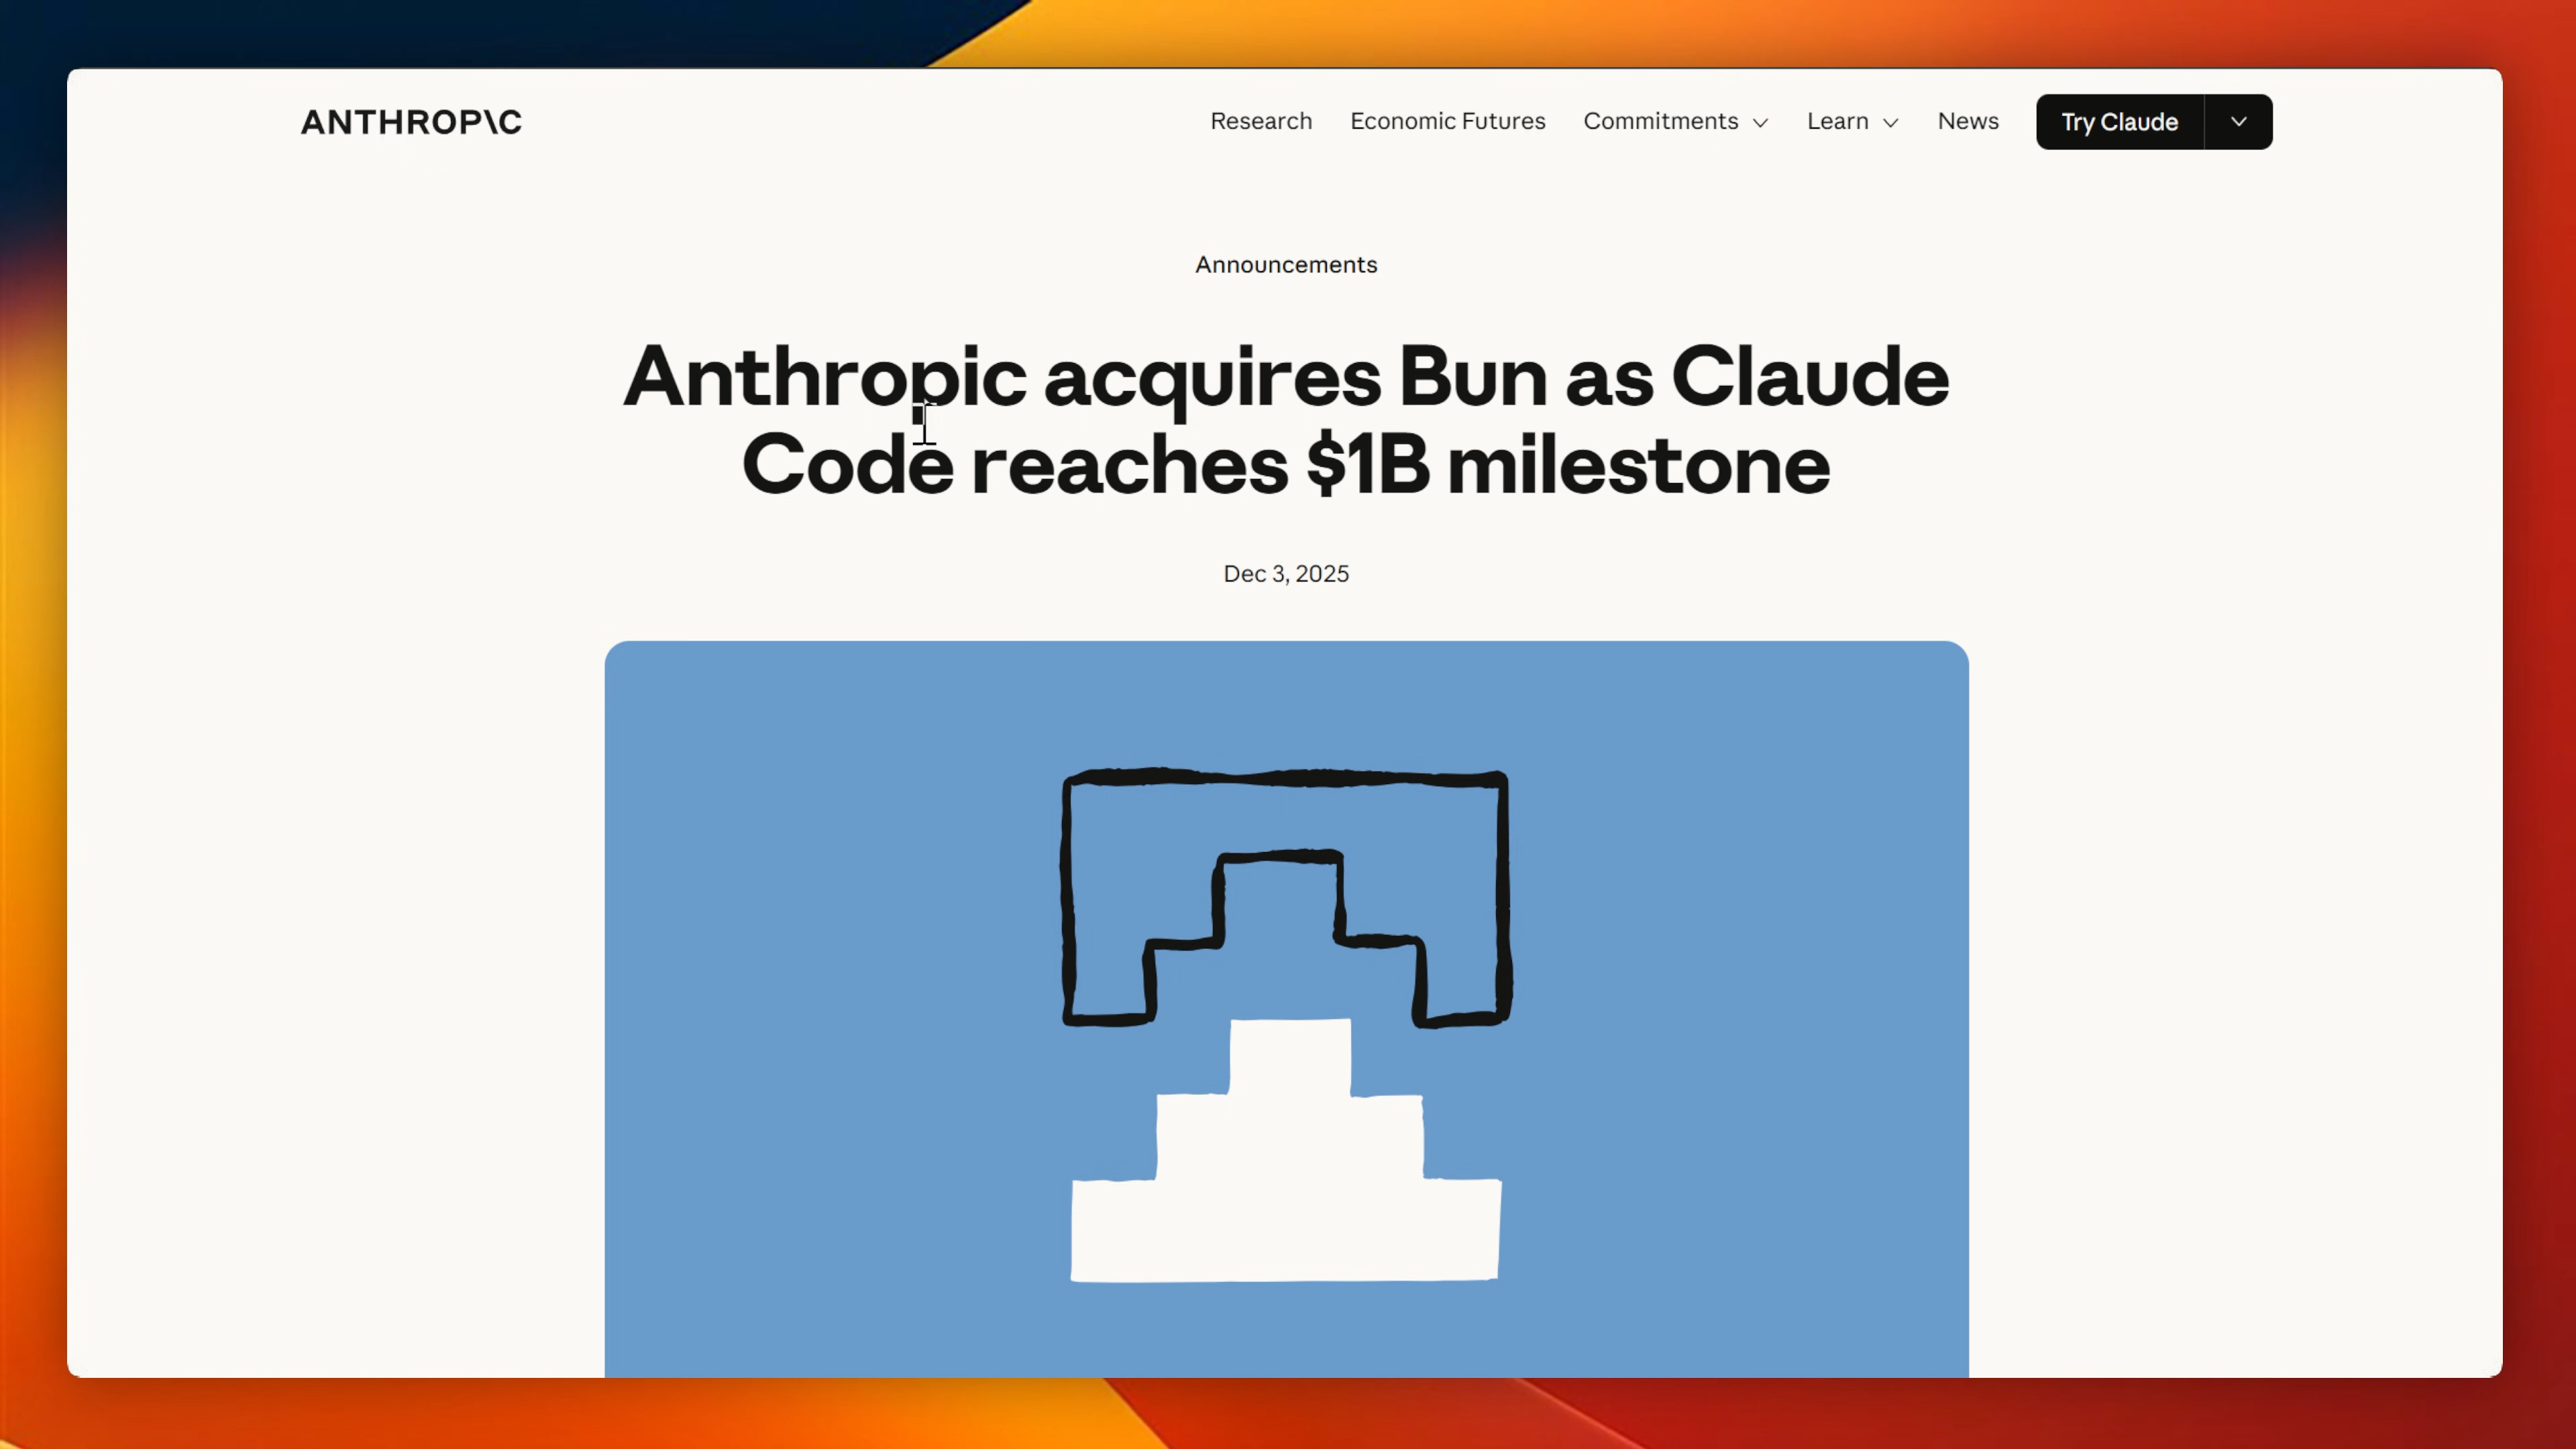 ANTHROP\C
Research Economic Futures Commitments Learn News Try Claude
Announcements
Anthropic acquires Bun as Claude
Code reaches $1B milestone
Dec 3, 2025